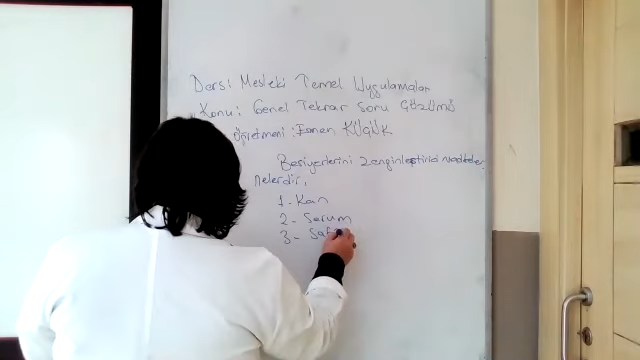 Dersi Mesleki Temel Uygulamalar
Konu: Genel Tekrar Soru Çözümü
Öğretmeni: Esmen KÜÇÜK
Besiyerlerini Zenginleştirici Maddeler
Nelerdir,
1- Kan
2- Serum
3- Saf